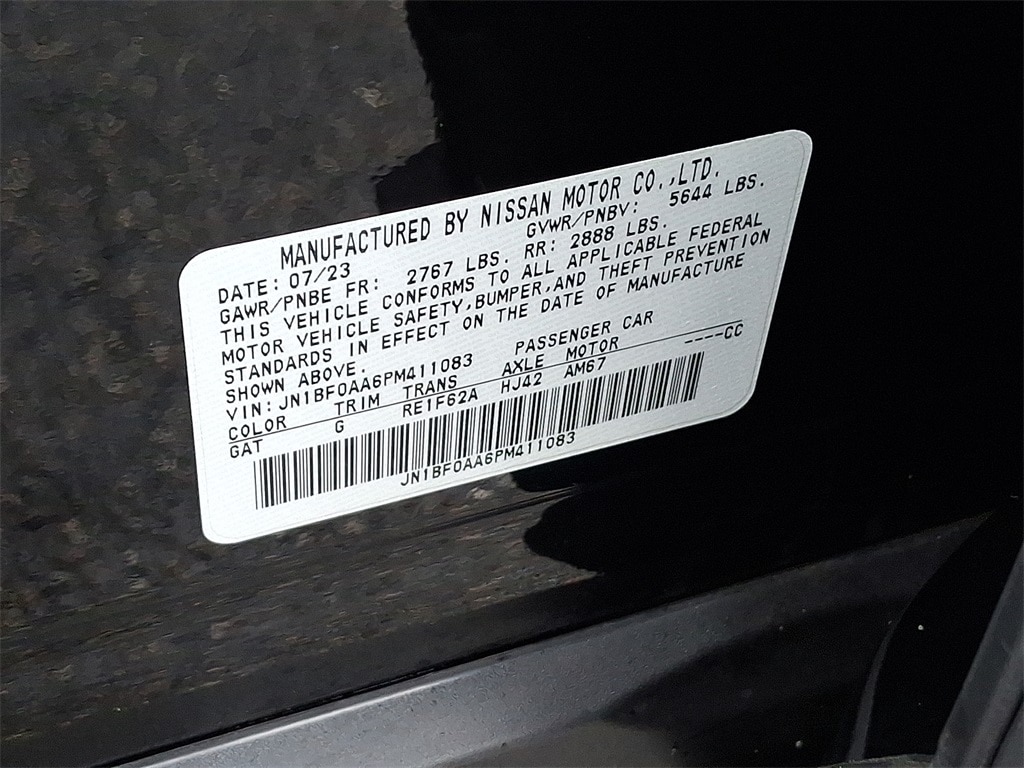 MANUFACTURED BY NISSAN MOTOR CO.,LTD.
DATE: 07/23 GVWR/PNBV: 5644 LBS.
GAWR/PNBE FR: 2767 LBS. RR: 2888 LBS.
THIS VEHICLE CONFORMS TO ALL APPLICABLE FEDERAL
MOTOR VEHICLE SAFETY,BUMPER,AND THEFT PREVENTION
STANDARDS IN EFFECT ON THE DATE OF MANUFACTURE
SHOWN ABOVE.
VIN: JN1BF0AA6PM411083 PASSENGER CAR
COLOR TRIM TRANS AXLE MOTOR ----CC
GAT G RE1F62A HJ42 AM67
JN1BF0AA6PM411083